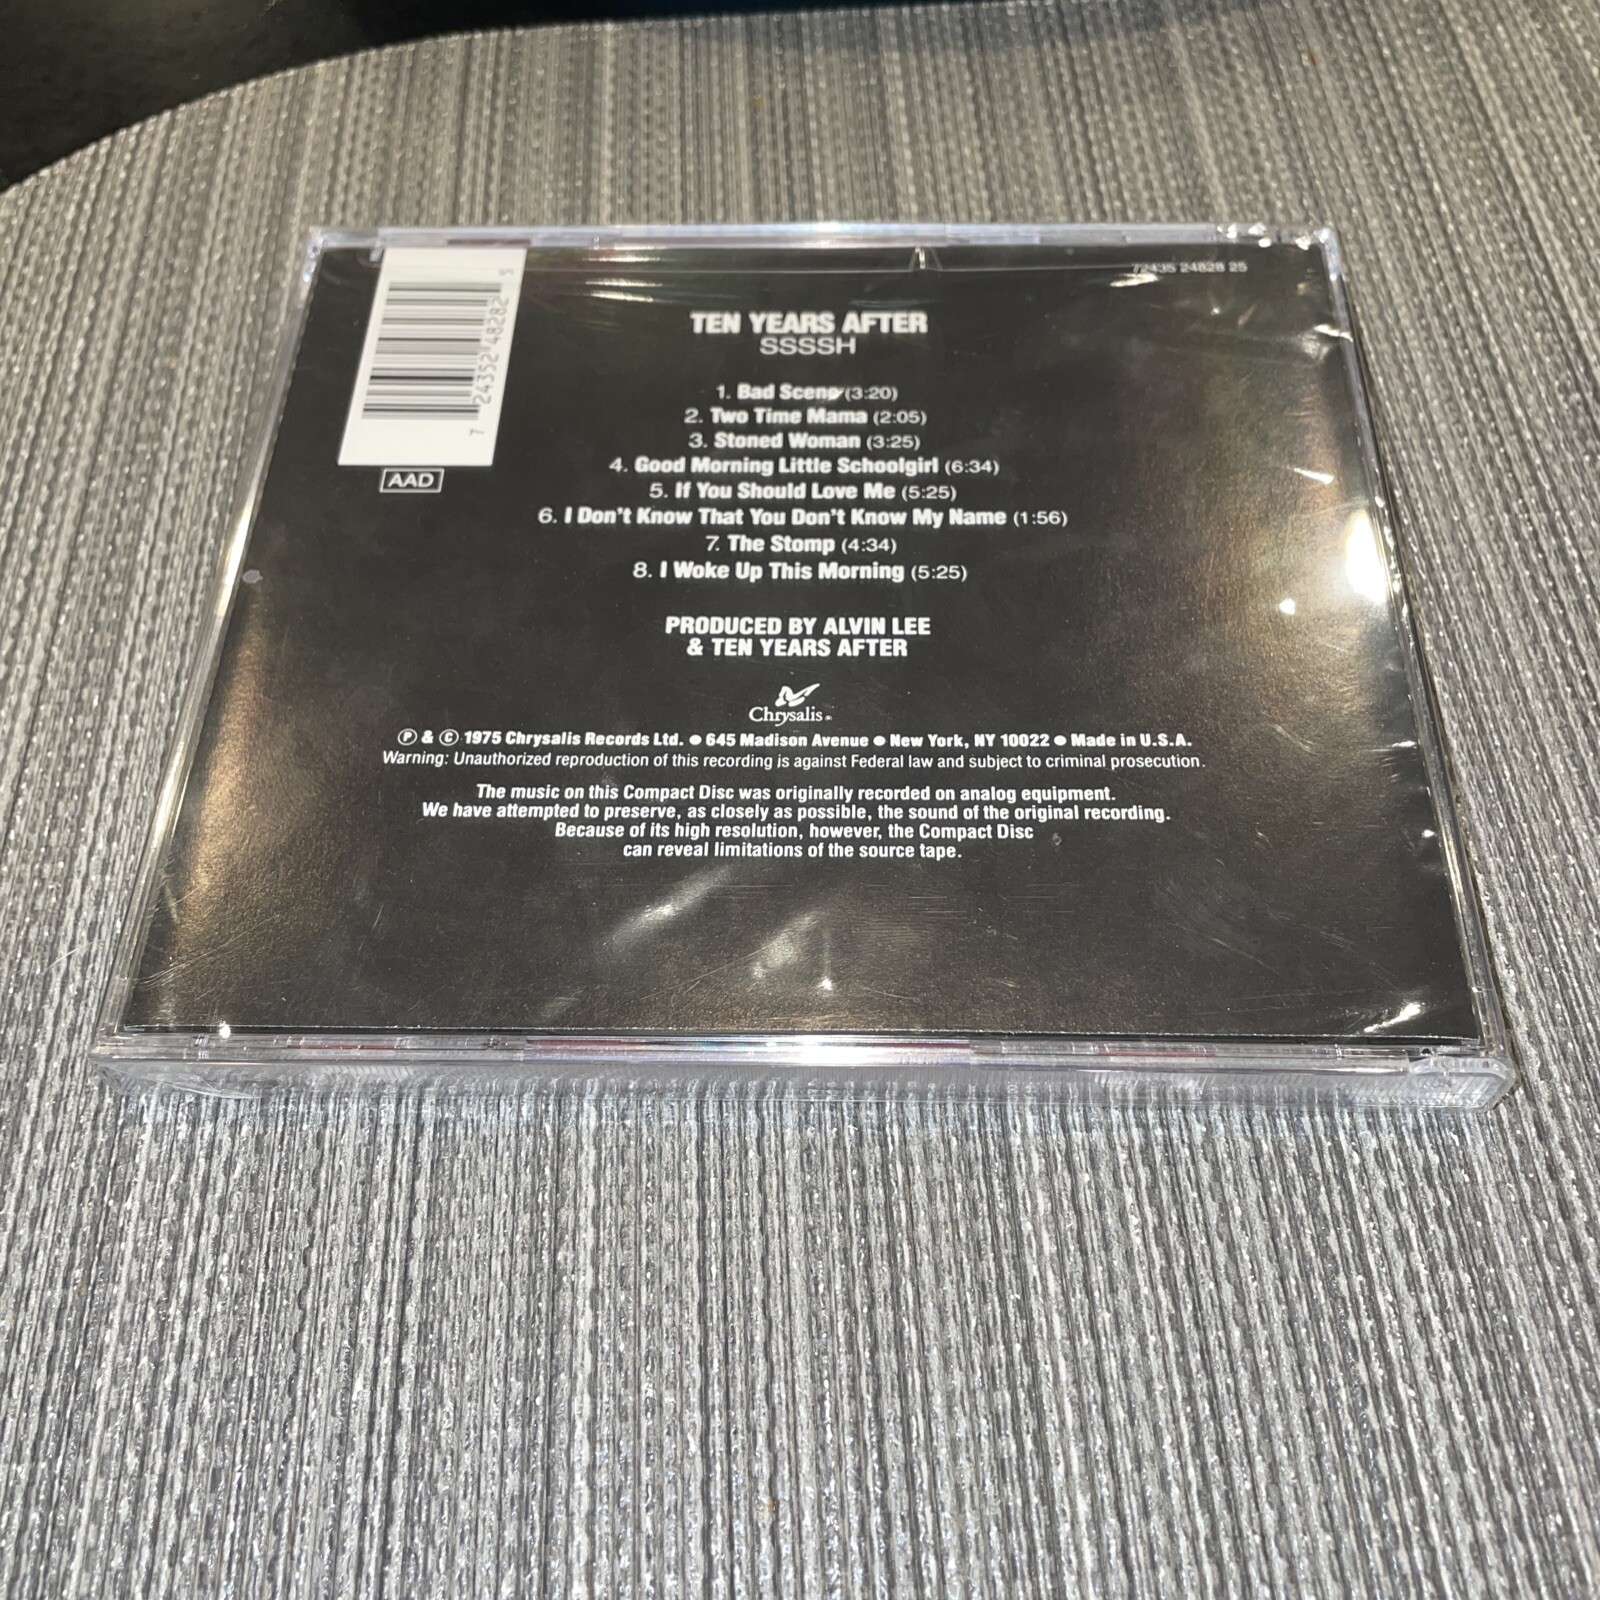 72435 24828 25
5
24352 48282
7
AAD
TEN YEARS AFTER
SSSSH
1. Bad Scene (3:20)
2. Two Time Mama (2:05)
3. Stoned Woman (3:25)
4. Good Morning Little Schoolgirl (6:34)
5. If You Should Love Me (5:25)
6. I Don't Know That You Don't Know My Name (1:56)
7. The Stomp (4:34)
8. I Woke Up This Morning (5:25)
PRODUCED BY ALVIN LEE
& TEN YEARS AFTER
Chrysalis®
℗ & © 1975 Chrysalis Records Ltd. ● 645 Madison Avenue ● New York, NY 10022 ● Made in U.S.A.
Warning: Unauthorized reproduction of this recording is against Federal law and subject to criminal prosecution.
The music on this Compact Disc was originally recorded on analog equipment.
We have attempted to preserve, as closely as possible, the sound of the original recording.
Because of its high resolution, however, the Compact Disc
can reveal limitations of the source tape.